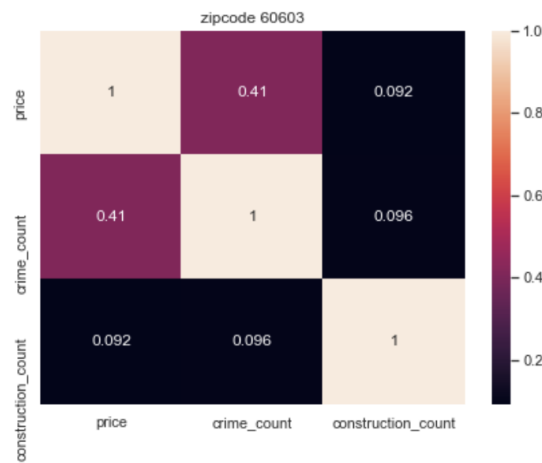 zipcode 60603
price
1
0.41
0.092
crime_count
0.41
1
0.096
construction_count
0.092
0.096
1
price crime_count construction_count
1.0
0.8
0.6
0.4
0.2